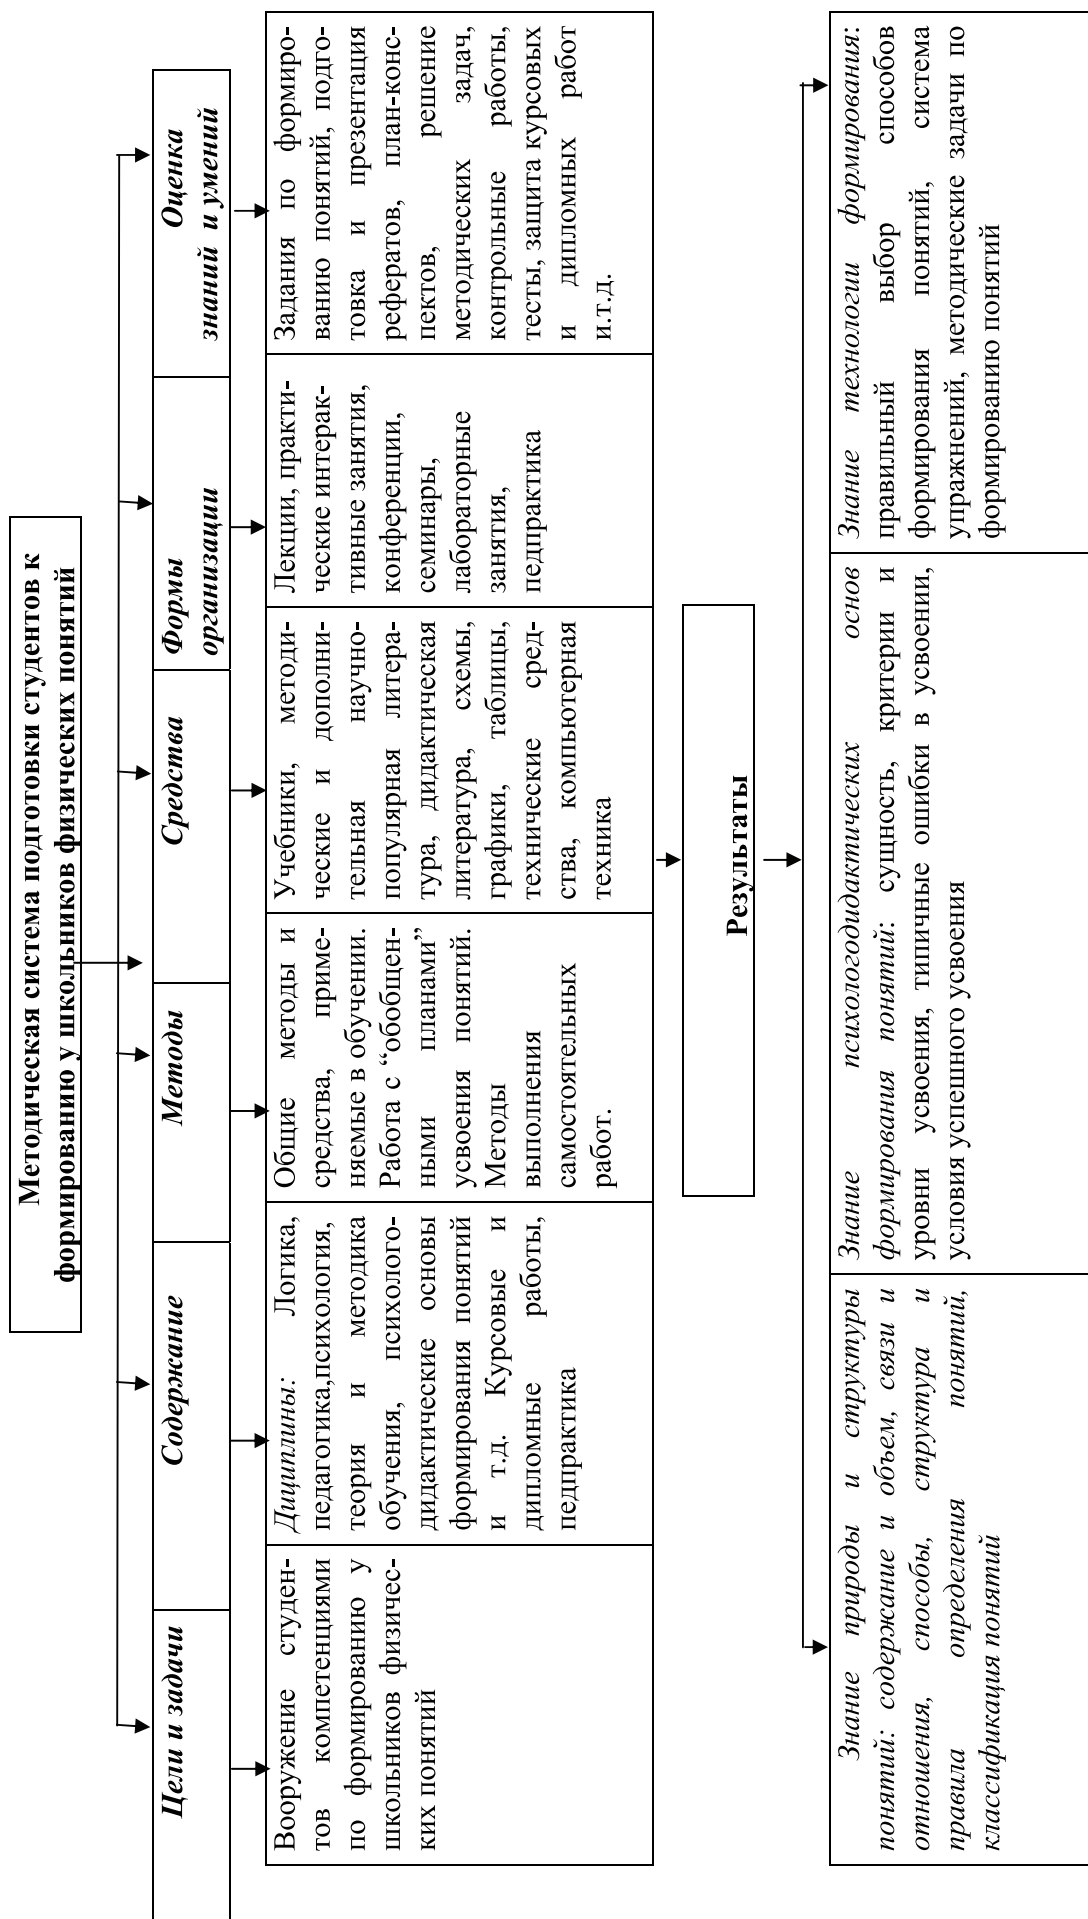 Методическая система подготовки студентов к
формированию у школьников физических понятий
Цели и задачи
Содержание
Методы
Средства
Формы
организации
Оценка
знаний и умений
Вооружение студен-
тов компетенциями
по формированию у
школьников физичес-
ких понятий
Дициплины: Логика,
педагогика,психология,
теория и методика
обучения, психолого-
дидактические основы
формирования понятий
и т.д. Курсовые и
дипломные работы,
педпрактика
Общие методы и
средства, приме-
няемые в обучении.
Работа с “обобщен-
ными планами”
усвоения понятий.
Методы
выполнения
самостоятельных
работ.
Учебники, методи-
ческие и дополни-
тельная научно-
популярная литера-
тура, дидактическая
литература, схемы,
графики, таблицы,
технические сред-
ства, компьютерная
техника
Лекции, практи-
ческие интерак-
тивные занятия,
конференции,
семинары,
лабораторные
занятия,
педпрактика
Задания по формиро-
ванию понятий, подго-
товка и презентация
рефератов, план-конс-
пектов, решение
методических задач,
контрольные работы,
тесты, защита курсовых
и дипломных работ
и.т.д.
Результаты
Знание природы и структуры
понятий: содержание и объем, связи и
отношения, способы, структура и
правила определения понятий,
классификация понятий
Знание психологодидактических основ
формирования понятий: сущность, критерии и
уровни усвоения, типичные ошибки в усвоении,
условия успешного усвоения
Знание технологии формирования:
правильный выбор способов
формирования понятий, система
упражнений, методические задачи по
формированию понятий